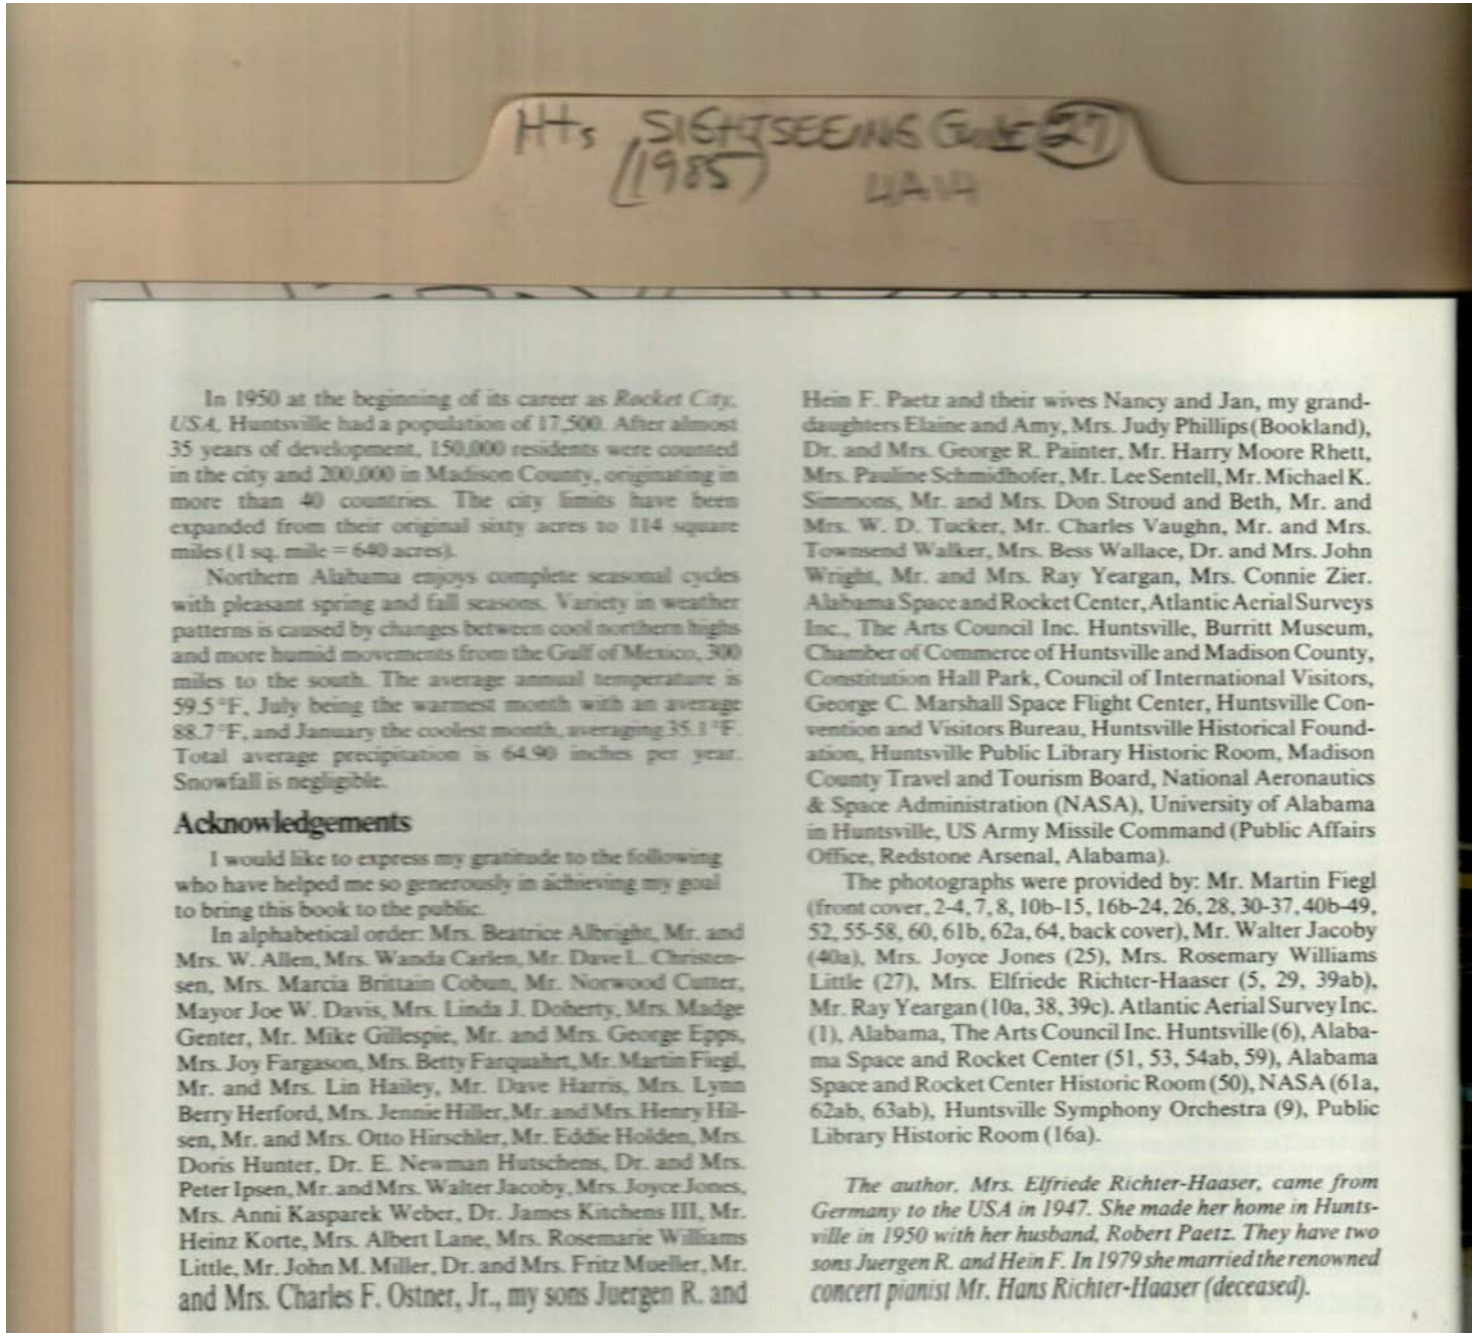 Hts SIGHTSEEING GUIDE 27
(1985) 4A14
In 1950 at the beginning of its career as Rocket City,
USA, Huntsville had a population of 17,500. After almost
35 years of development, 150,000 residents were counted
in the city and 200,000 in Madison County, originating in
more than 40 countries. The city limits have been
expanded from their original sixty acres to 114 square
miles (1 sq. mile = 640 acres).
Northern Alabama enjoys complete seasonal cycles
with pleasant spring and fall seasons. Variety in weather
patterns is caused by changes between cool northern highs
and more humid movements from the Gulf of Mexico, 300
miles to the south. The average annual temperature is
59.5°F, July being the warmest month with an average
88.7°F, and January the coolest month, averaging 35.1°F.
Total average precipitation is 64.90 inches per year.
Snowfall is negligible.
Acknowledgements
I would like to express my gratitude to the following
who have helped me so generously in achieving my goal
to bring this book to the public.
In alphabetical order: Mrs. Beatrice Albright, Mr. and
Mrs. W. Allen, Mrs. Wanda Carlen, Mr. Dave L. Christen-
sen, Mrs. Marcia Brittain Cobun, Mr. Norwood Cutter,
Mayor Joe W. Davis, Mrs. Linda J. Doherty, Mrs. Madge
Genter, Mr. Mike Gillespie, Mr. and Mrs. George Epps,
Mrs. Joy Fargason, Mrs. Betty Farquahrt, Mr. Martin Fiegl,
Mr. and Mrs. Lin Hailey, Mr. Dave Harris, Mrs. Lynn
Berry Herford, Mrs. Jennie Hiller, Mr. and Mrs. Henry Hil-
sen, Mr. and Mrs. Otto Hirschler, Mr. Eddie Holden, Mrs.
Doris Hunter, Dr. E. Newman Hutschens, Dr. and Mrs.
Peter Ipsen, Mr. and Mrs. Walter Jacoby, Mrs. Joyce Jones,
Mrs. Anni Kasparek Weber, Dr. James Kitchens III, Mr.
Heinz Korte, Mrs. Albert Lane, Mrs. Rosemarie Williams
Little, Mr. John M. Miller, Dr. and Mrs. Fritz Mueller, Mr.
and Mrs. Charles F. Ostner, Jr., my sons Juergen R. and
Hein F. Paetz and their wives Nancy and Jan, my grand-
daughters Elaine and Amy, Mrs. Judy Phillips (Bookland),
Dr. and Mrs. George R. Painter, Mr. Harry Moore Rhett,
Mrs. Pauline Schmidhofer, Mr. Lee Sentell, Mr. Michael K.
Simmons, Mr. and Mrs. Don Stroud and Beth, Mr. and
Mrs. W. D. Tucker, Mr. Charles Vaughn, Mr. and Mrs.
Townsend Walker, Mrs. Bess Wallace, Dr. and Mrs. John
Wright, Mr. and Mrs. Ray Yeargan, Mrs. Connie Zier.
Alabama Space and Rocket Center, Atlantic Aerial Surveys
Inc., The Arts Council Inc. Huntsville, Burritt Museum,
Chamber of Commerce of Huntsville and Madison County,
Constitution Hall Park, Council of International Visitors,
George C. Marshall Space Flight Center, Huntsville Con-
vention and Visitors Bureau, Huntsville Historical Found-
ation, Huntsville Public Library Historic Room, Madison
County Travel and Tourism Board, National Aeronautics
& Space Administration (NASA), University of Alabama
in Huntsville, US Army Missile Command (Public Affairs
Office, Redstone Arsenal, Alabama).
The photographs were provided by: Mr. Martin Fiegl
(front cover, 2-4, 7, 8, 10b-15, 16b-24, 26, 28, 30-37, 40b-49,
52, 55-58, 60, 61b, 62a, 64, back cover), Mr. Walter Jacoby
(40a), Mrs. Joyce Jones (25), Mrs. Rosemary Williams
Little (27), Mrs. Elfriede Richter-Haaser (5, 29, 39ab),
Mr. Ray Yeargan (10a, 38, 39c). Atlantic Aerial Survey Inc.
(1), Alabama, The Arts Council Inc. Huntsville (6), Alaba-
ma Space and Rocket Center (51, 53, 54ab, 59), Alabama
Space and Rocket Center Historic Room (50), NASA (61a,
62ab, 63ab), Huntsville Symphony Orchestra (9), Public
Library Historic Room (16a).
The author, Mrs. Elfriede Richter-Haaser, came from
Germany to the USA in 1947. She made her home in Hunts-
ville in 1950 with her husband, Robert Paetz. They have two
sons Juergen R. and Hein F. In 1979 she married the renowned
concert pianist Mr. Hans Richter-Haaser (deceased).